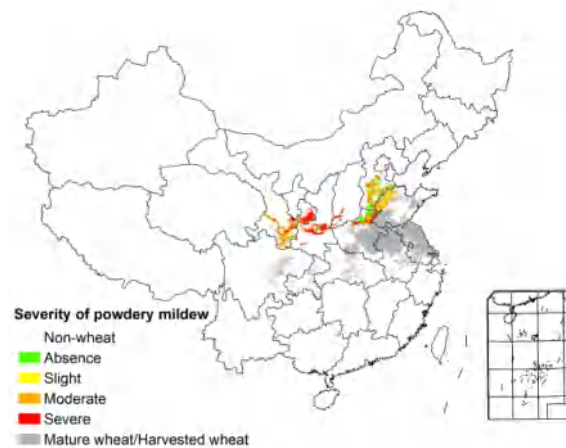 Severity of powdery mildew
Non-wheat
Absence
Slight
Moderate
Severe
Mature wheat/Harvested wheat